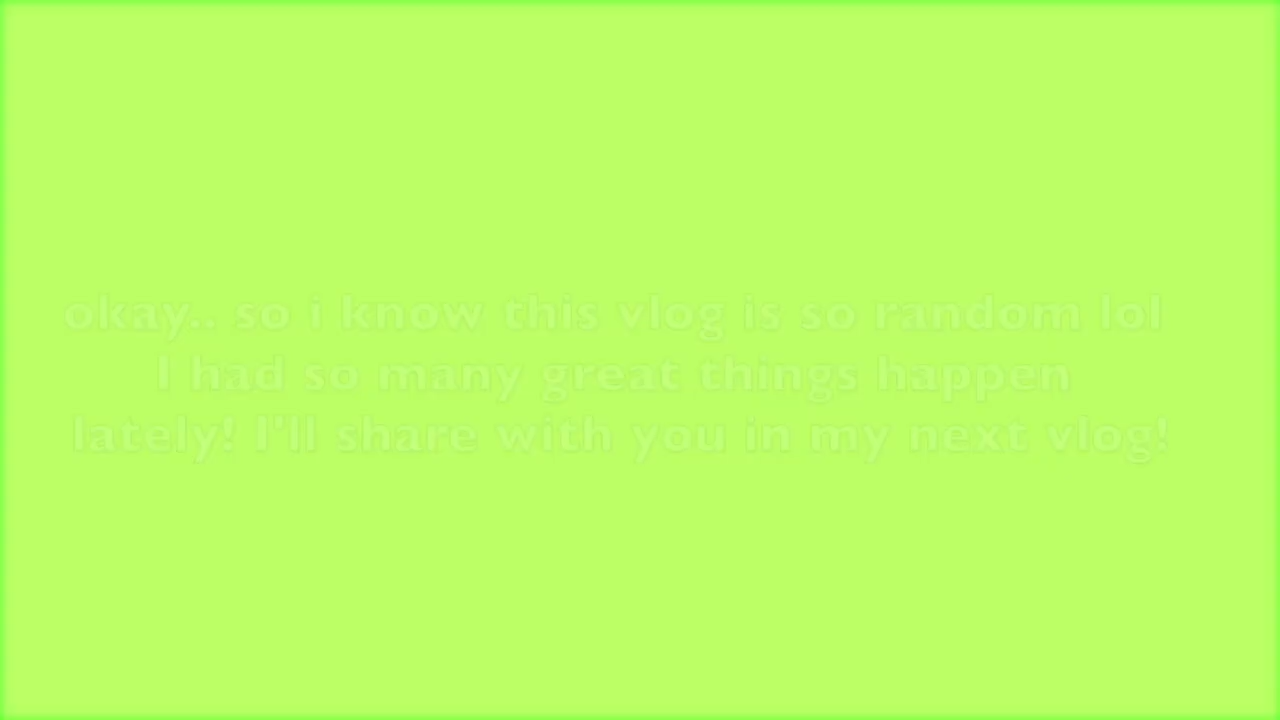 okay.. so i know this vlog is so random lol
I had so many great things happen
lately! I'll share with you in my next vlog!